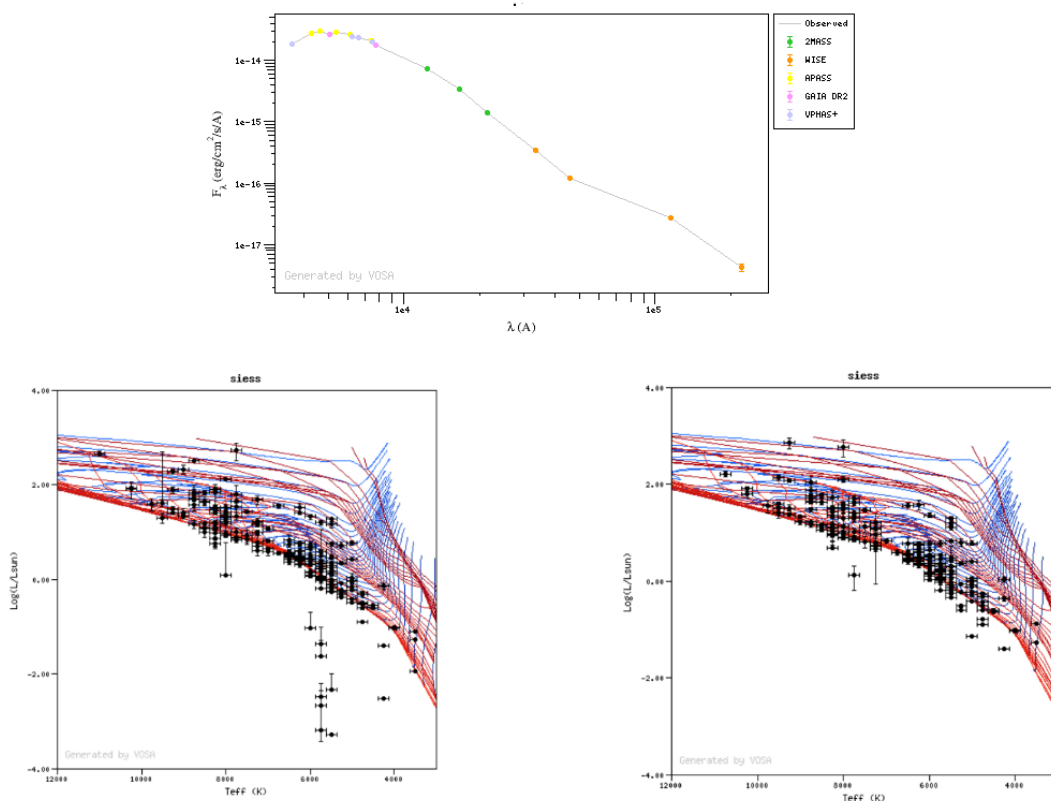 1e-14
1e-15
1e-16
1e-17
F_λ (erg/cm^2/s/A)
Generated by VOSA
1e4
1e5
λ (A)
Observed
2MASS
WISE
APASS
GAIA DR2
VPHAS+
siess
4.00
2.00
0.00
-2.00
-4.00
Log(L/Lsun)
Generated by VOSA
12000 10000 8000 6000 4000
Teff (K)
siess
4.00
2.00
0.00
-2.00
-4.00
Log(L/Lsun)
Generated by VOSA
12000 10000 8000 6000 4000
Teff (K)